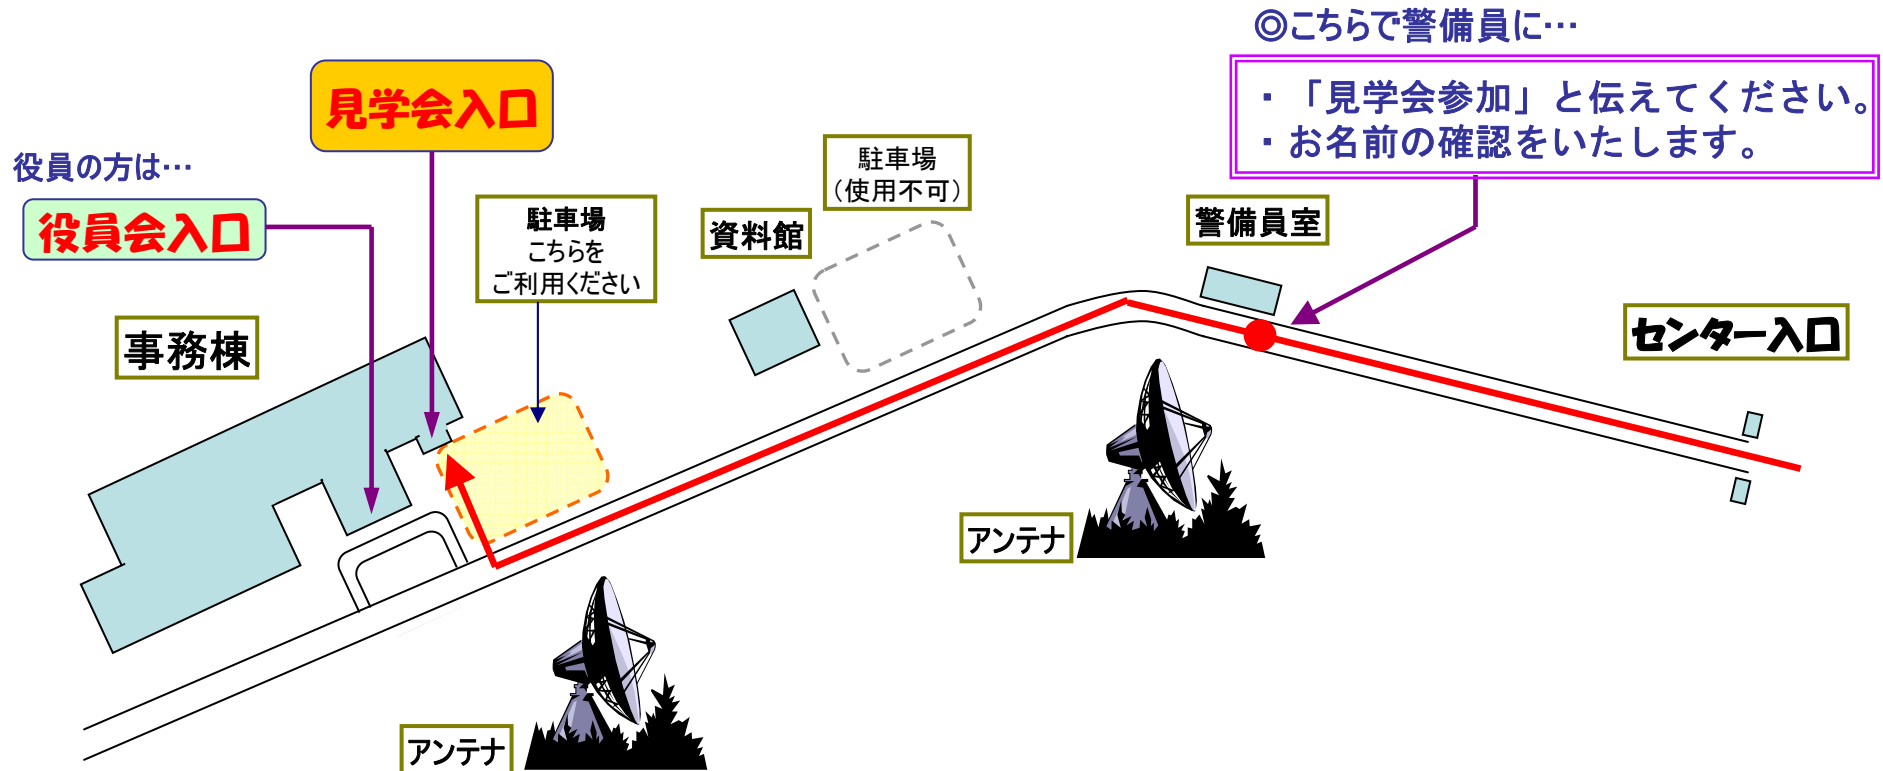 ◎こちらで警備員に…
・「見学会参加」と伝えてください。
・お名前の確認をいたします。
見学会入口
役員の方は…
役員会入口
駐車場
こちらを
ご利用ください
資料館
駐車場
（使用不可）
警備員室
センター入口
事務棟
アンテナ
アンテナ